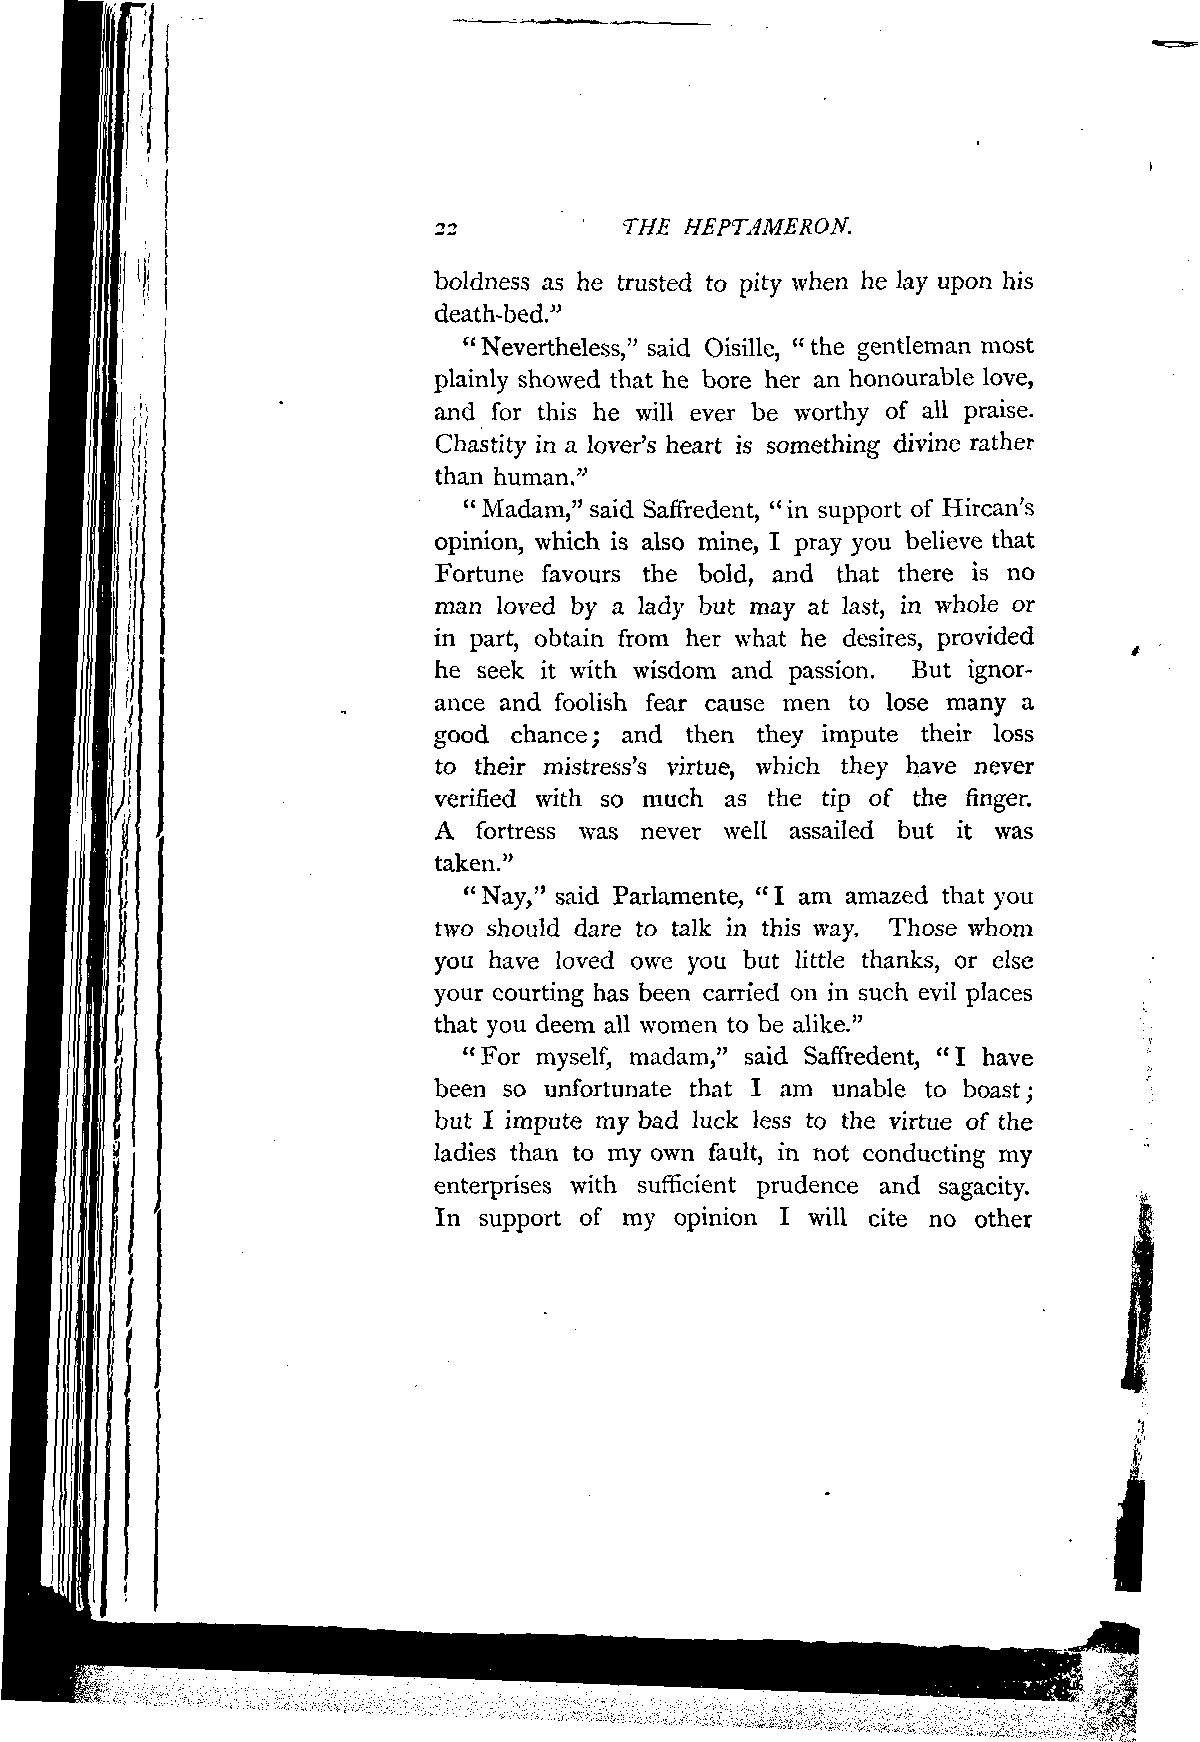 22 THE HEPTAMERON.
boldness as he trusted to pity when he lay upon his
death-bed.”
“Nevertheless,” said Oisille, “the gentleman most
plainly showed that he bore her an honourable love,
and for this he will ever be worthy of all praise.
Chastity in a lover’s heart is something divine rather
than human.”
“Madam,” said Saffredent, “in support of Hircan’s
opinion, which is also mine, I pray you believe that
Fortune favours the bold, and that there is no
man loved by a lady but may at last, in whole or
in part, obtain from her what he desires, provided
he seek it with wisdom and passion. But ignor-
ance and foolish fear cause men to lose many a
good chance; and then they impute their loss
to their mistress’s virtue, which they have never
verified with so much as the tip of the finger.
A fortress was never well assailed but it was
taken.”
“Nay,” said Parlamente, “I am amazed that you
two should dare to talk in this way. Those whom
you have loved owe you but little thanks, or else
your courting has been carried on in such evil places
that you deem all women to be alike.”
“For myself, madam,” said Saffredent, “I have
been so unfortunate that I am unable to boast;
but I impute my bad luck less to the virtue of the
ladies than to my own fault, in not conducting my
enterprises with sufficient prudence and sagacity.
In support of my opinion I will cite no other